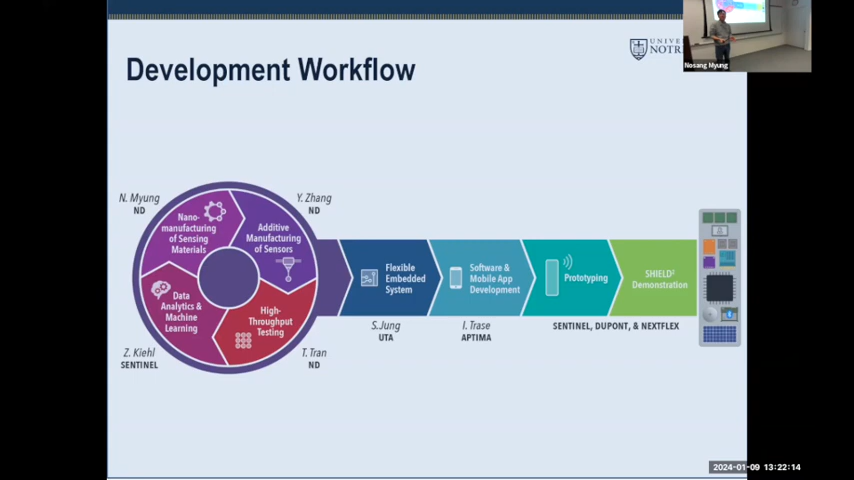 UNIVER
NOTR
Nosang Myung
Development Workflow
N. Myung
ND
Y. Zhang
ND
Nano-
manufacturing
of Sensing
Materials
Additive
Manufacturing
of Sensors
Data
Analytics &
Machine
Learning
High-
Throughput
Testing
Z. Kiehl
SENTINEL
T. Tran
ND
Flexible
Embedded
System
Software &
Mobile App
Development
Prototyping
SHIELD²
Demonstration
S. Jung
UTA
I. Trase
APTIMA
SENTINEL, DUPONT, & NEXTFLEX
2024-01-09 13:22:14